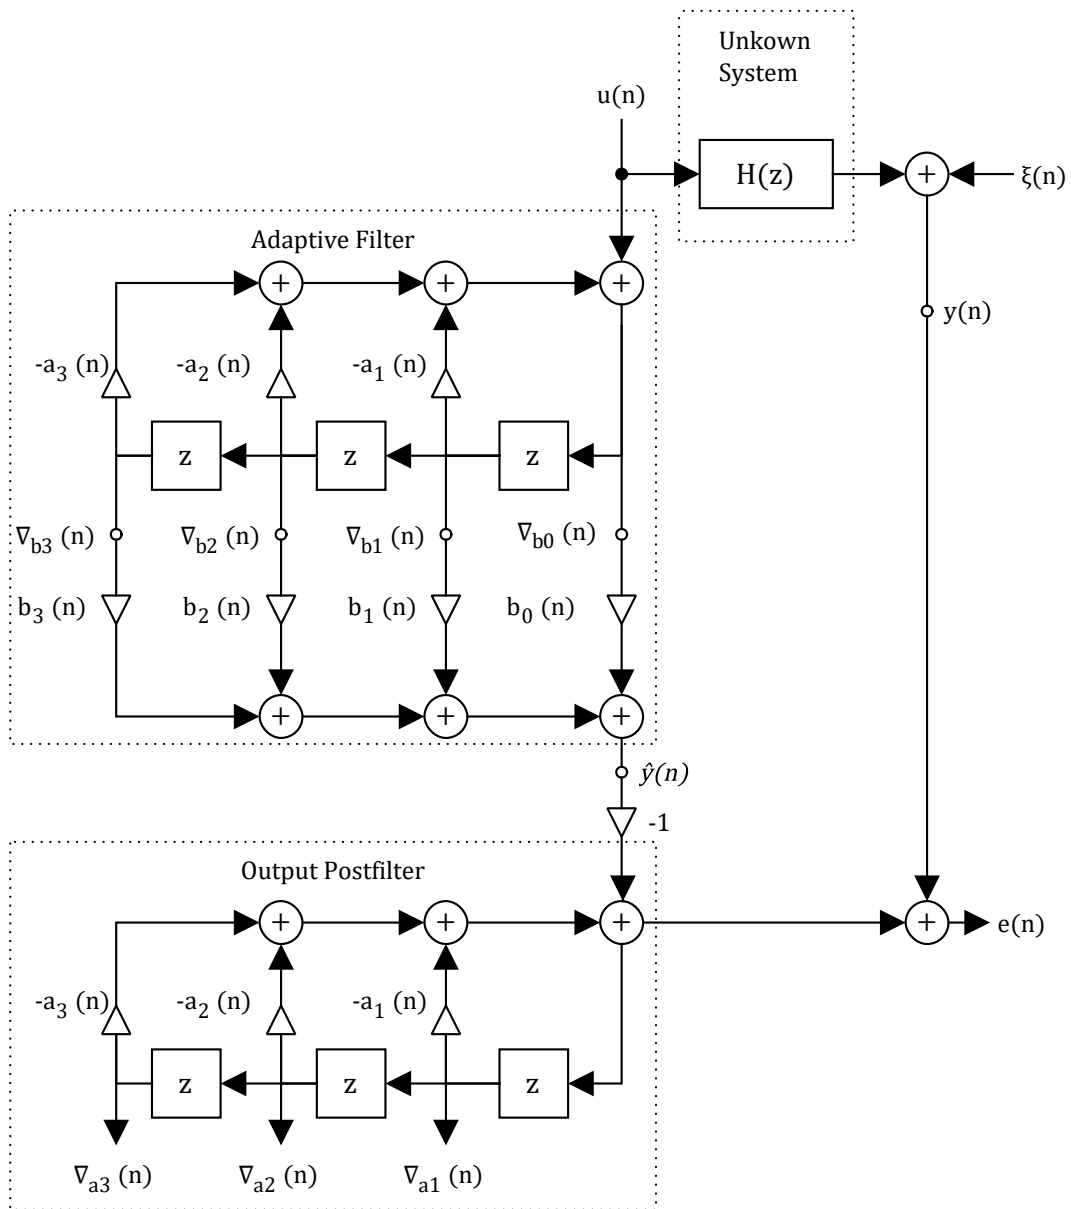 Unkown
System
u(n)
H(z)
+
ξ(n)
Adaptive Filter
+
+
+
y(n)
-a3 (n)
-a2 (n)
-a1 (n)
z
z
z
∇b3 (n)
∇b2 (n)
∇b1 (n)
∇b0 (n)
b3 (n)
b2 (n)
b1 (n)
b0 (n)
+
+
+
ŷ(n)
-1
Output Postfilter
+
+
+
+
e(n)
-a3 (n)
-a2 (n)
-a1 (n)
z
z
z
∇a3 (n)
∇a2 (n)
∇a1 (n)